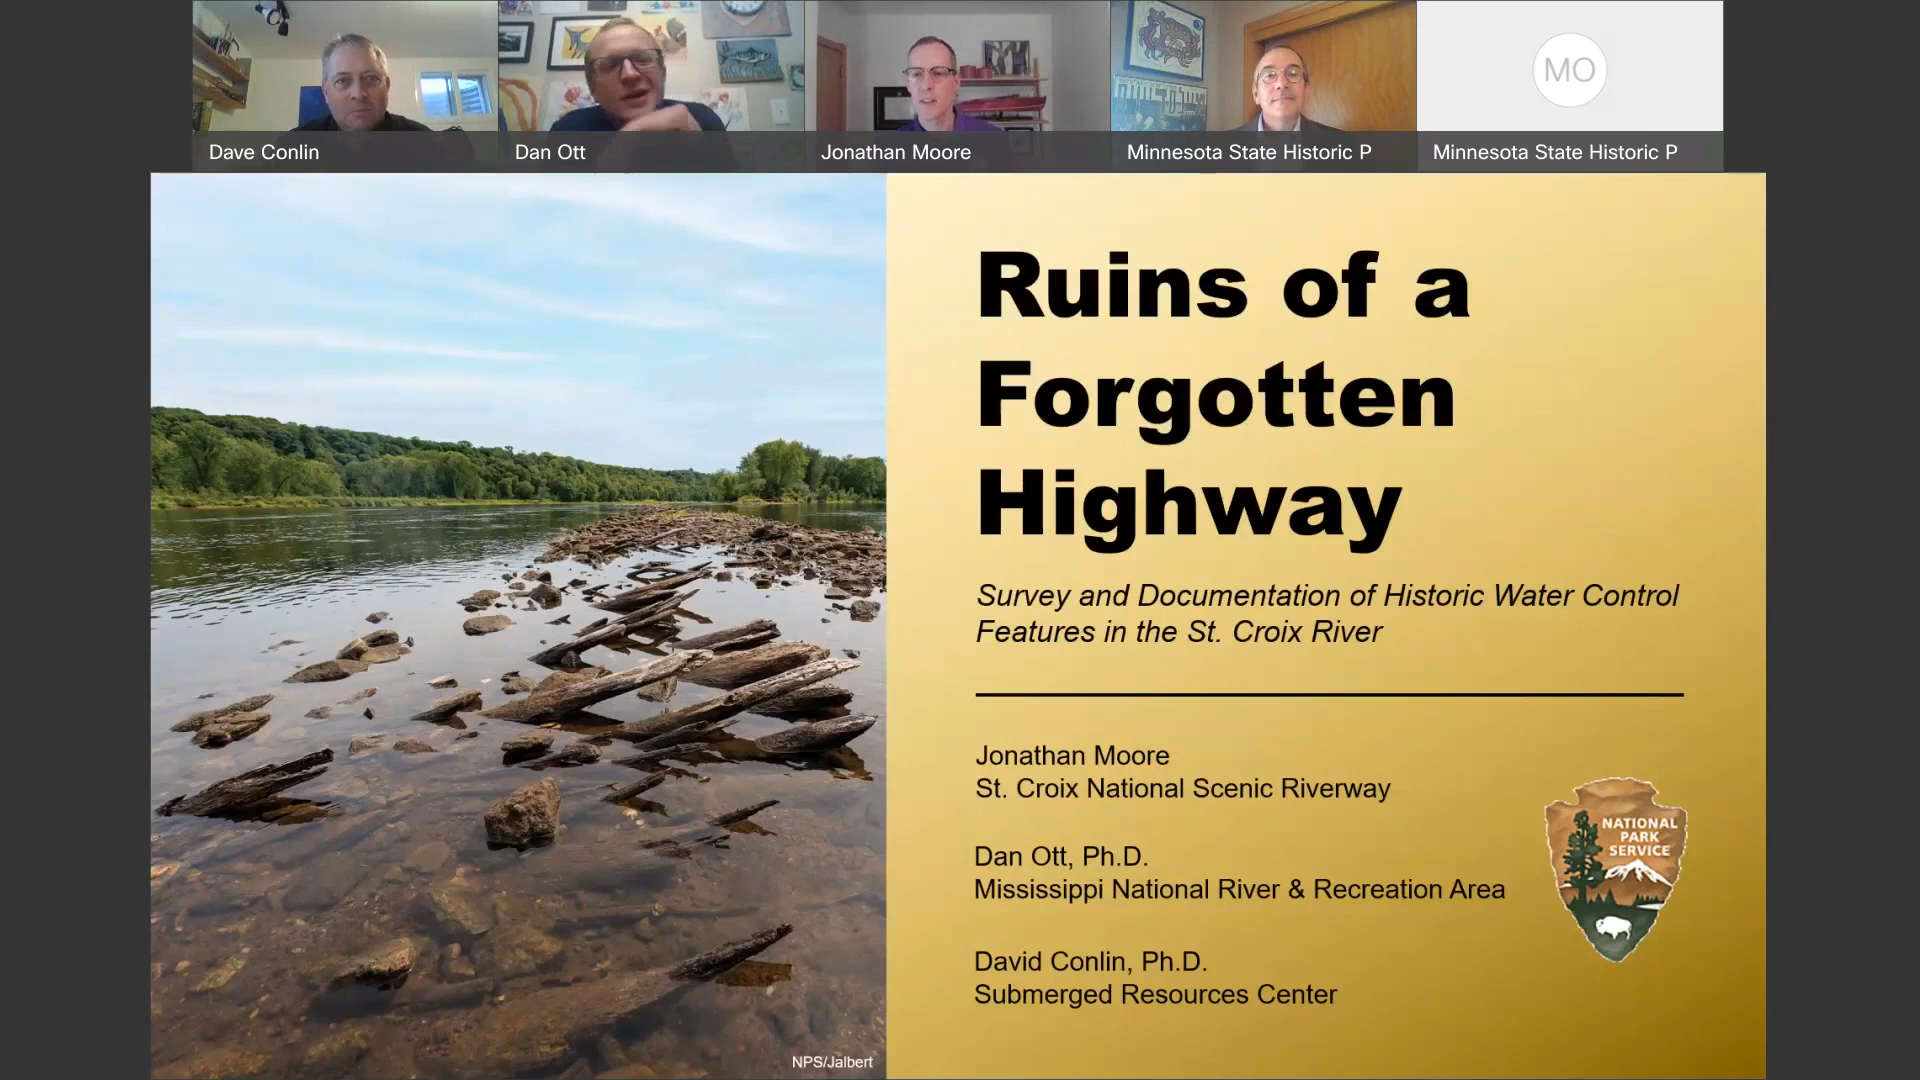 Dave Conlin
Dan Ott
Jonathan Moore
Minnesota State Historic P
MO
Minnesota State Historic P
Ruins of a
Forgotten
Highway
Survey and Documentation of Historic Water Control
Features in the St. Croix River
Jonathan Moore
St. Croix National Scenic Riverway
Dan Ott, Ph.D.
Mississippi National River & Recreation Area
David Conlin, Ph.D.
Submerged Resources Center
NATIONAL
PARK
SERVICE
NPS/Jalbert